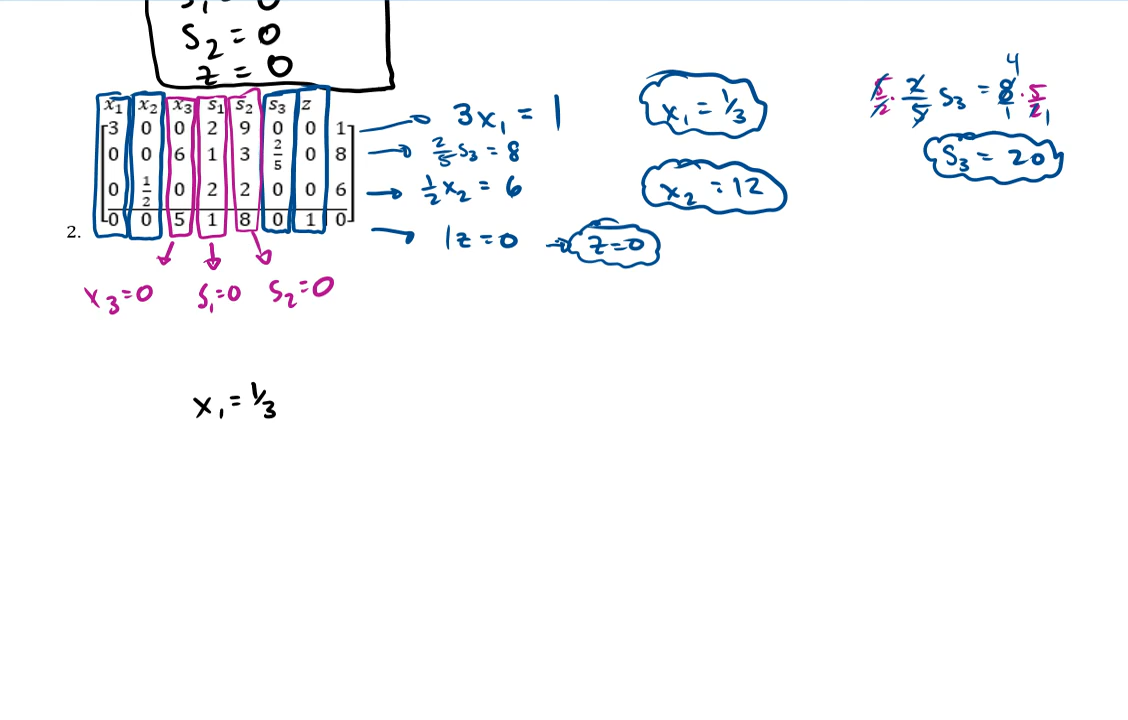 S₁ = 0
S₂ = 0
z = 0
x₁ x₂ x₃ s₁ s₂ s₃ z
3 0 0 2 9 0 0 1 → 3x₁ = 1
0 0 6 1 3 2/5 0 8 → 2/5 S₃ = 8
0 1/2 0 2 2 0 0 6 → 1/2 x₂ = 6
0 0 5 1 8 0 1 0 → 1z = 0 → z = 0
2.
x₁ = 1/3
x₂ = 12
5/2 · 2/5 S₃ = 8/1 · 5/2 4 1
S₃ = 20
x₃ = 0 S₁ = 0 S₂ = 0
x₁ = 1/3